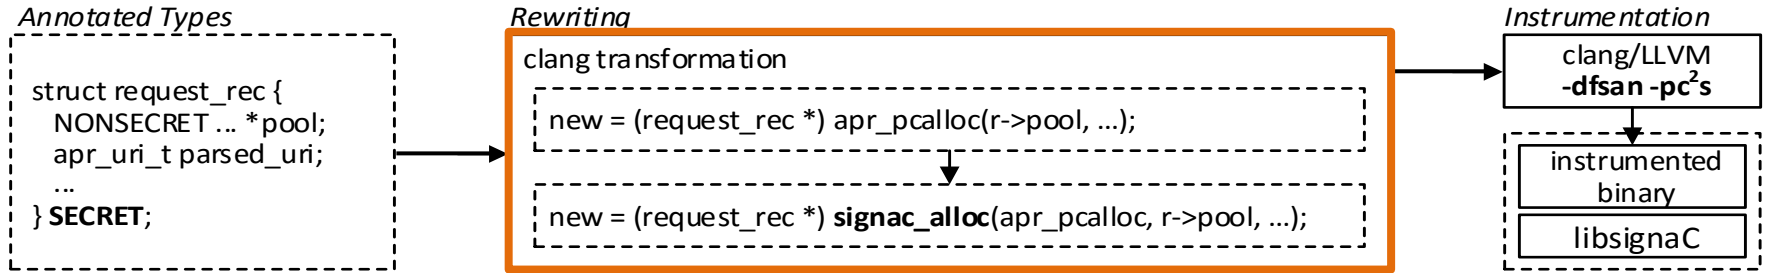 Annotated Types
struct request_rec {
NONSECRET ... *pool;
apr_uri_t parsed_uri;
...
} SECRET;
Rewriting
clang transformation
new = (request_rec *) apr_pcalloc(r->pool, ...);
new = (request_rec *) signac_alloc(apr_pcalloc, r->pool, ...);
Instrumentation
clang/LLVM
-dfsan -pc²s
instrumented
binary
libsignaC